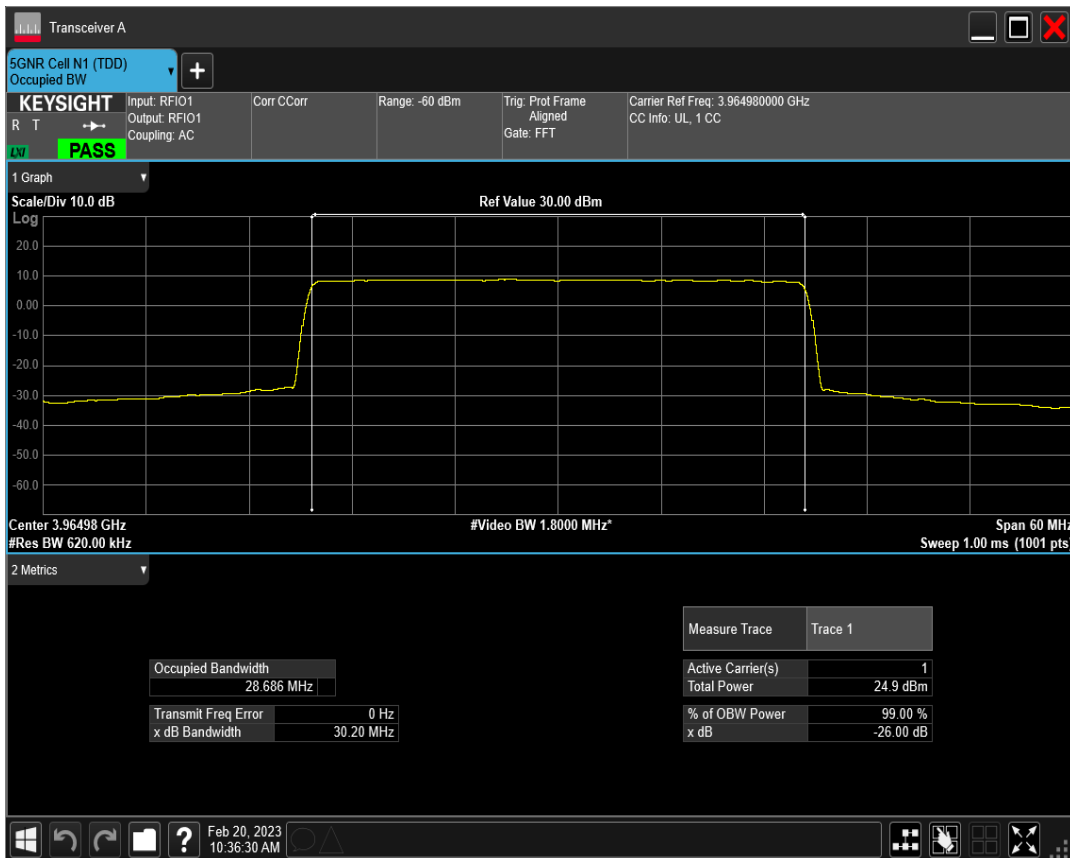 Transceiver A
5GNR Cell N1 (TDD)
Occupied BW
KEYSIGHT
R T
LXI
PASS
Input: RFIO1
Output: RFIO1
Coupling: AC
Corr CCorr
Range: -60 dBm
Trig: Prot Frame
Aligned
Gate: FFT
Carrier Ref Freq: 3.964980000 GHz
CC Info: UL, 1 CC
1 Graph
Scale/Div 10.0 dB
Ref Value 30.00 dBm
Log
20.0
10.0
0.00
-10.0
-20.0
-30.0
-40.0
-50.0
-60.0
Center 3.96498 GHz
#Video BW 1.8000 MHz*
Span 60 MHz
#Res BW 620.00 kHz
Sweep 1.00 ms (1001 pts)
2 Metrics
Measure Trace Trace 1
Occupied Bandwidth
28.686 MHz
Active Carrier(s) 1
Total Power 24.9 dBm
Transmit Freq Error 0 Hz
x dB Bandwidth 30.20 MHz
% of OBW Power 99.00 %
x dB -26.00 dB
Feb 20, 2023
10:36:30 AM